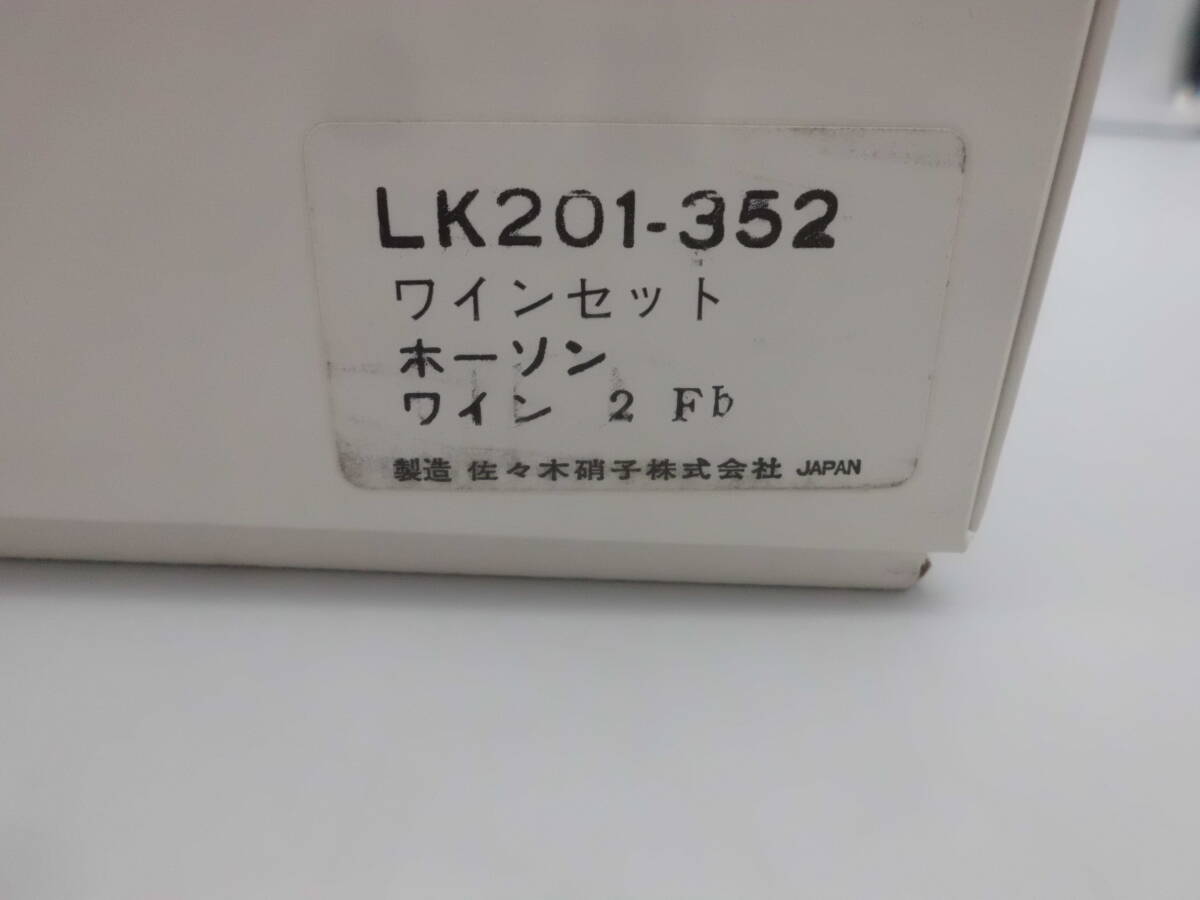 LK201-352
ワインセット
ホーソン
ワイン 2 Fb
製造 佐々木硝子株式会社 JAPAN